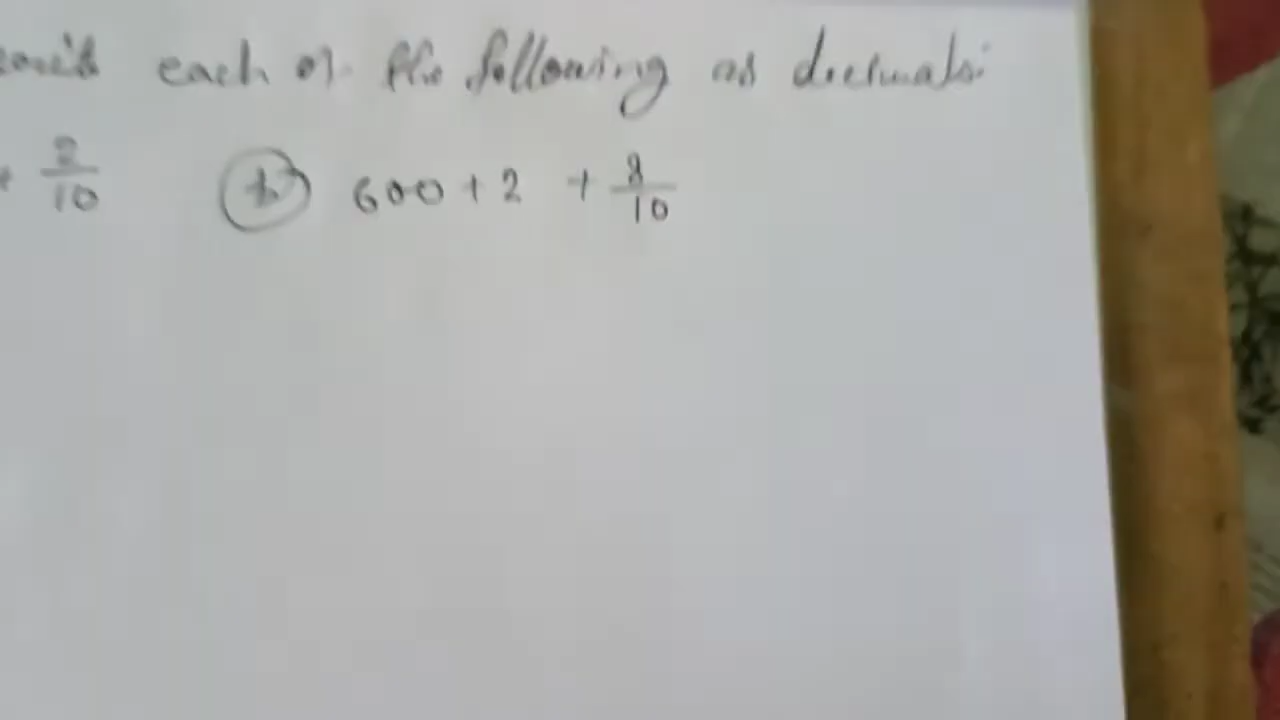 each of the following as decimals:
+ 2/10 (b) 600 + 2 + 8/10